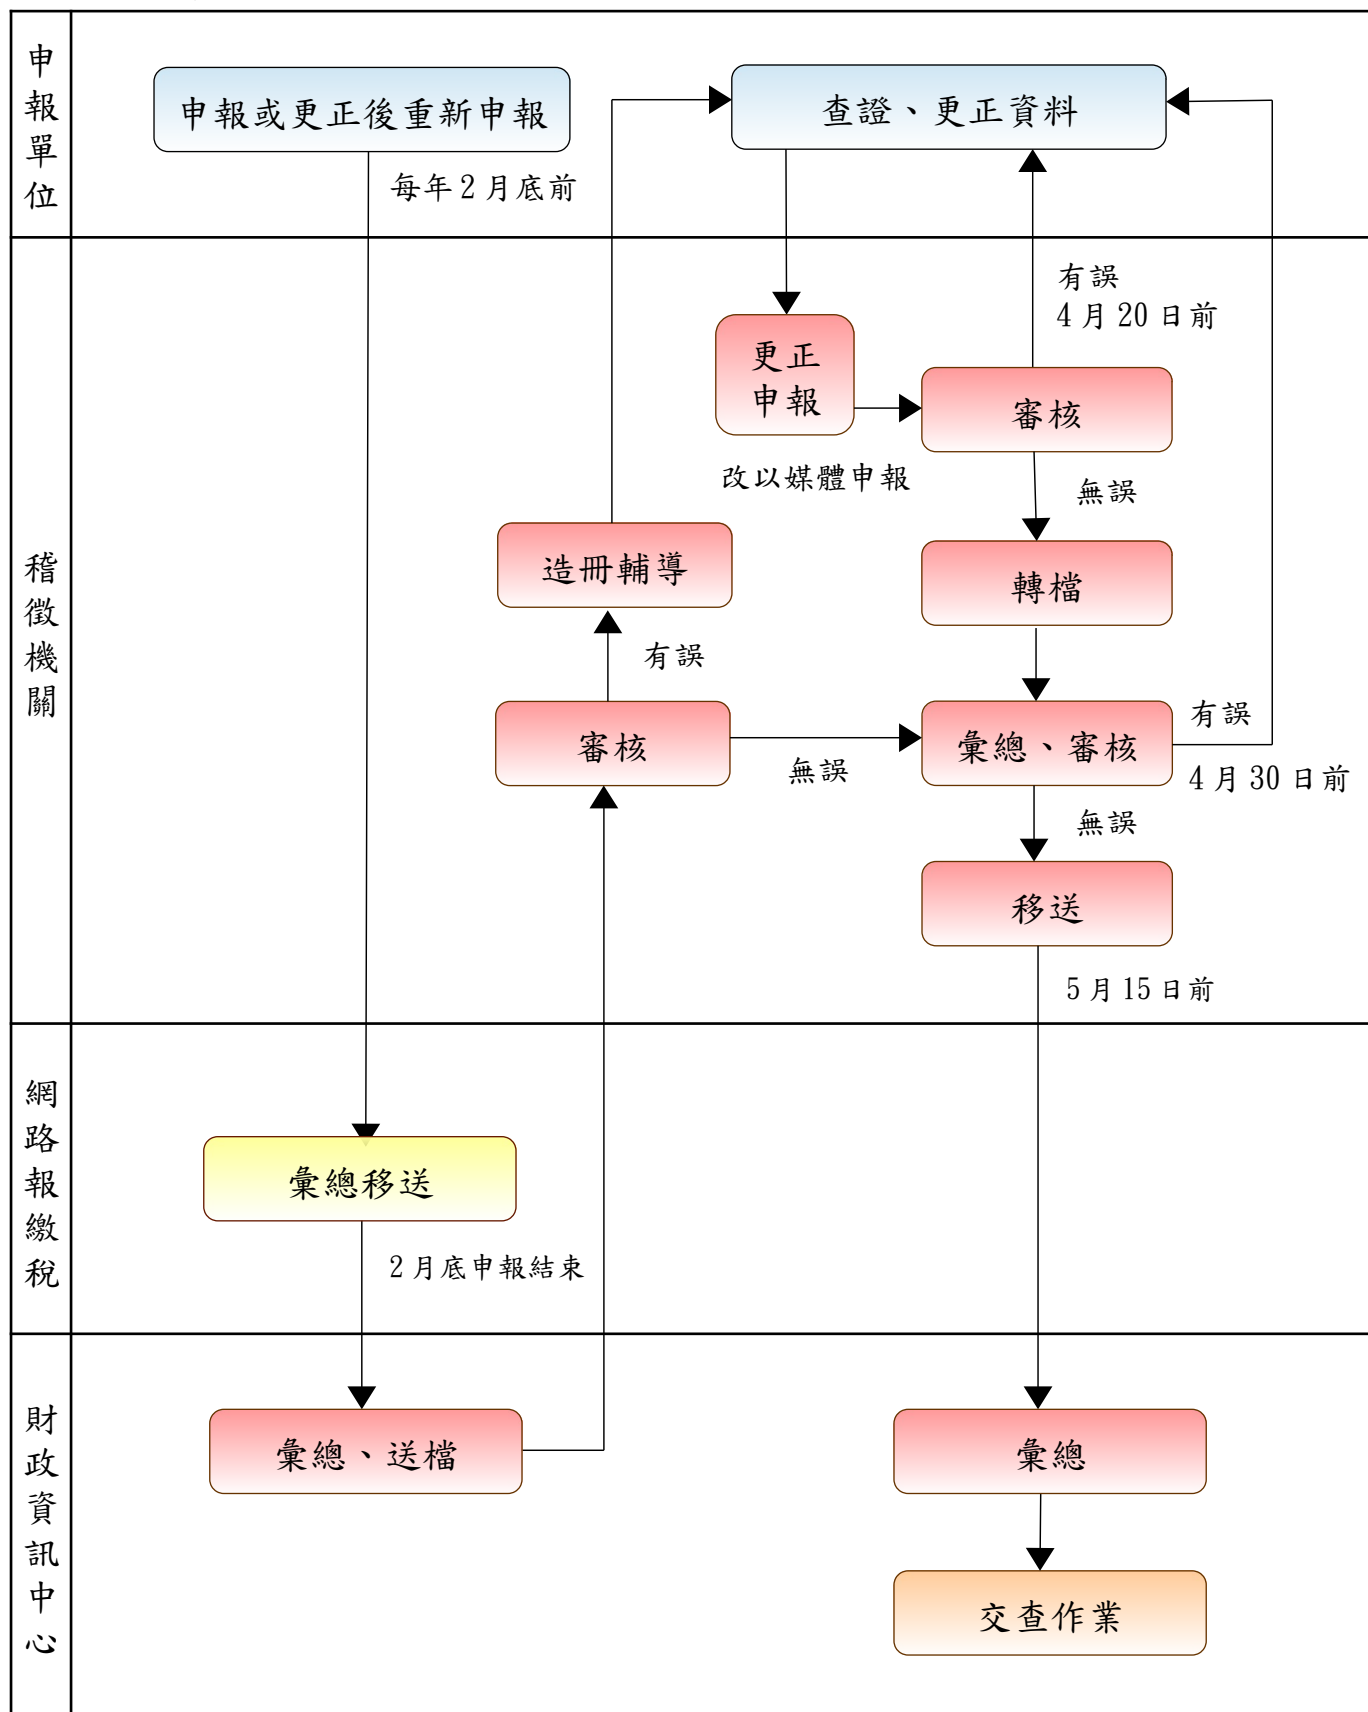 申報單位
申報或更正後重新申報
查證、更正資料
每年2月底前
稽徵機關
有誤
4月20日前
更正
申報
審核
改以媒體申報
無誤
造冊輔導
轉檔
有誤
審核
無誤
彙總、審核
有誤
4月30日前
無誤
移送
5月15日前
網路報繳稅
彙總移送
2月底申報結束
財政資訊中心
彙總、送檔
彙總
交查作業